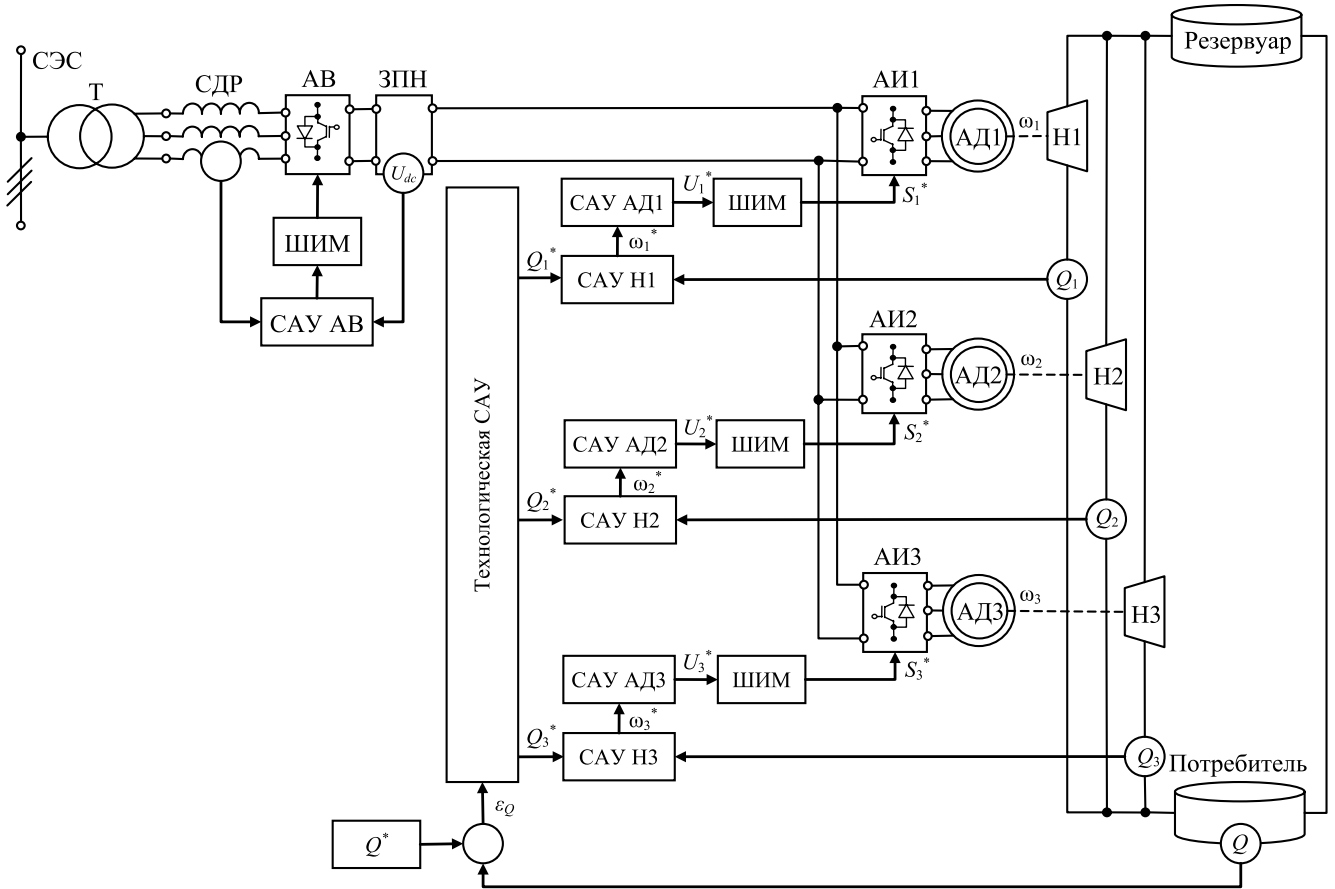 Резервуар
СЭС
Т
СДР
АВ
ЗПН
АИ1
АД1
ω₁
Н1
U_dc
САУ АД1
U₁*
ШИМ
S₁*
ШИМ
ω₁*
Q₁*
САУ Н1
Q₁
САУ АВ
АИ2
АД2
ω₂
Н2
Технологическая САУ
САУ АД2
U₂*
ШИМ
S₂*
ω₂*
Q₂*
САУ Н2
Q₂
АИ3
АД3
ω₃
Н3
САУ АД3
U₃*
ШИМ
S₃*
ω₃*
Q₃*
САУ Н3
Q₃
Потребитель
ε_Q
Q*
Q